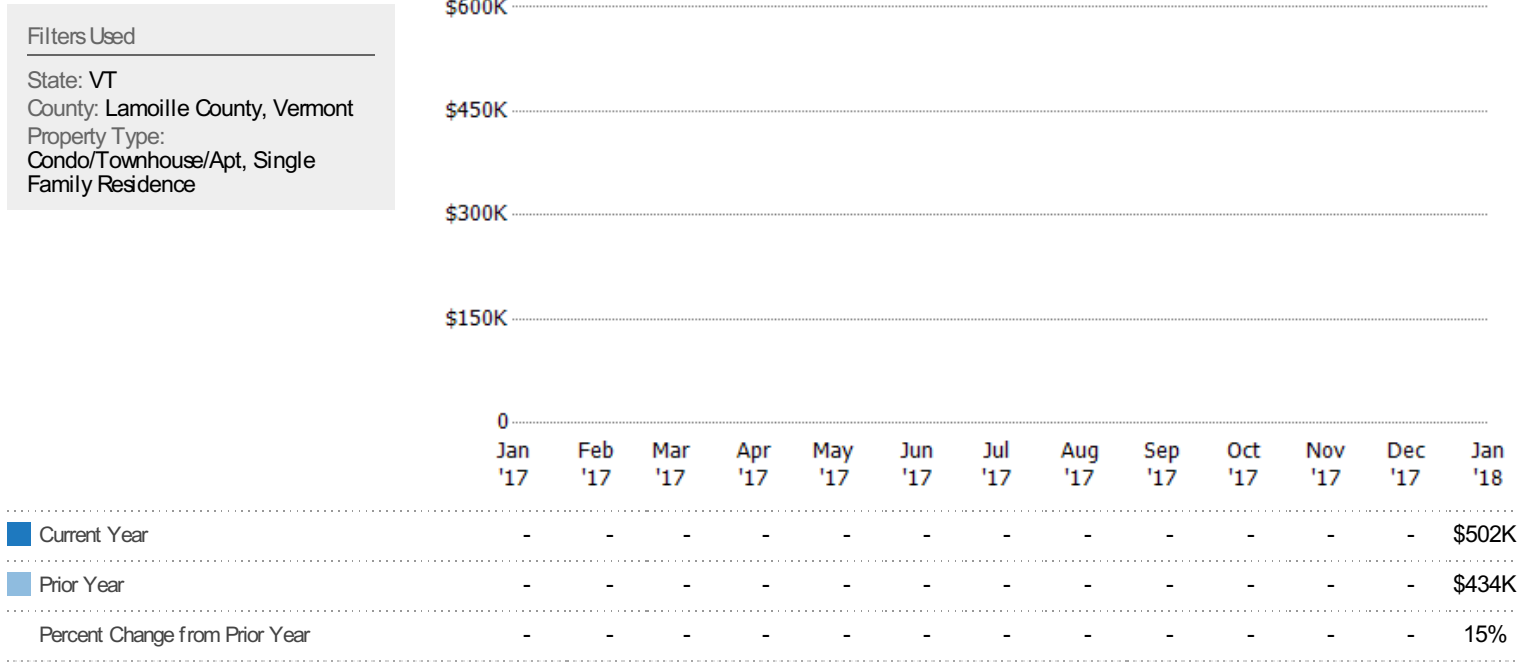 Filters Used
State: VT
County: Lamoille County, Vermont
Property Type:
Condo/Townhouse/Apt, Single
Family Residence
$600K
$450K
$300K
$150K
0
Jan Feb Mar Apr May Jun Jul Aug Sep Oct Nov Dec Jan
'17 '17 '17 '17 '17 '17 '17 '17 '17 '17 '17 '17 '18
Current Year - - - - - - - - - - - - $502K
Prior Year - - - - - - - - - - - - $434K
Percent Change from Prior Year - - - - - - - - - - - - 15%